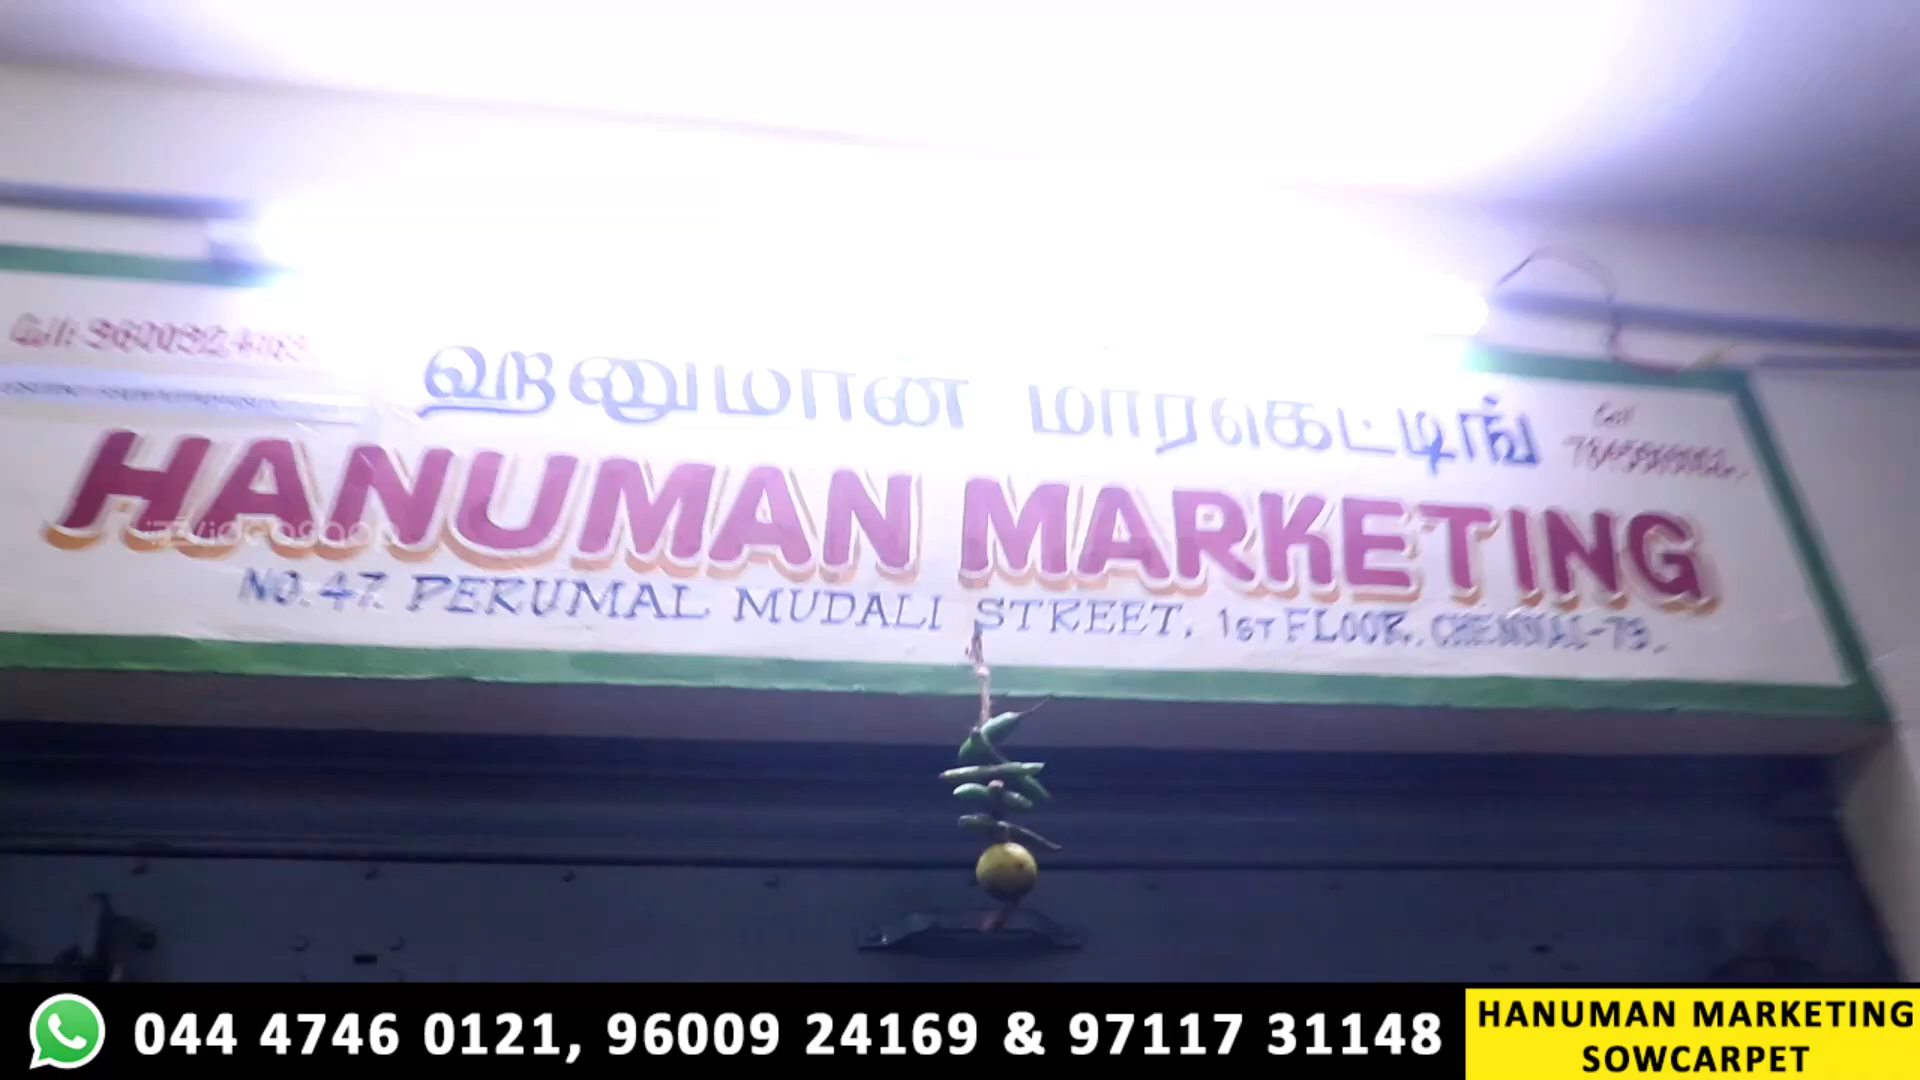 ஹனுமான் மார்கெட்டிங்
Cell
HANUMAN MARKETING
NO. 47. PERUMAL MUDALI STREET, 1ST FLOOR, CHENNAI-79.
044 4746 0121, 96009 24169 & 97117 31148
HANUMAN MARKETING
SOWCARPET